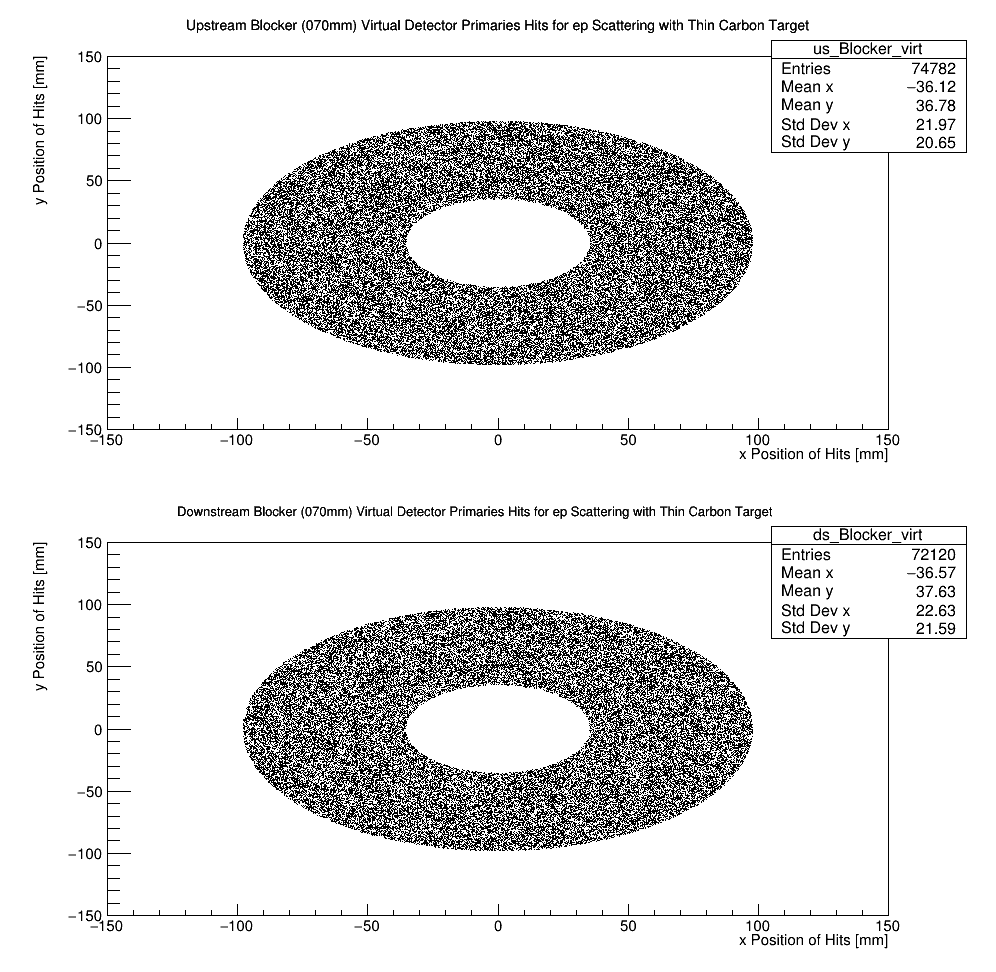 Upstream Blocker (070mm) Virtual Detector Primaries Hits for ep Scattering with Thin Carbon Target
us_Blocker_virt
Entries 74782
Mean x −36.12
Mean y 36.78
Std Dev x 21.97
Std Dev y 20.65
y Position of Hits [mm]
150
100
50
0
−50
−100
−150
−150 −100 −50 0 50 100 150
x Position of Hits [mm]
Downstream Blocker (070mm) Virtual Detector Primaries Hits for ep Scattering with Thin Carbon Target
ds_Blocker_virt
Entries 72120
Mean x −36.57
Mean y 37.63
Std Dev x 22.63
Std Dev y 21.59
y Position of Hits [mm]
150
100
50
0
−50
−100
−150
−150 −100 −50 0 50 100 150
x Position of Hits [mm]